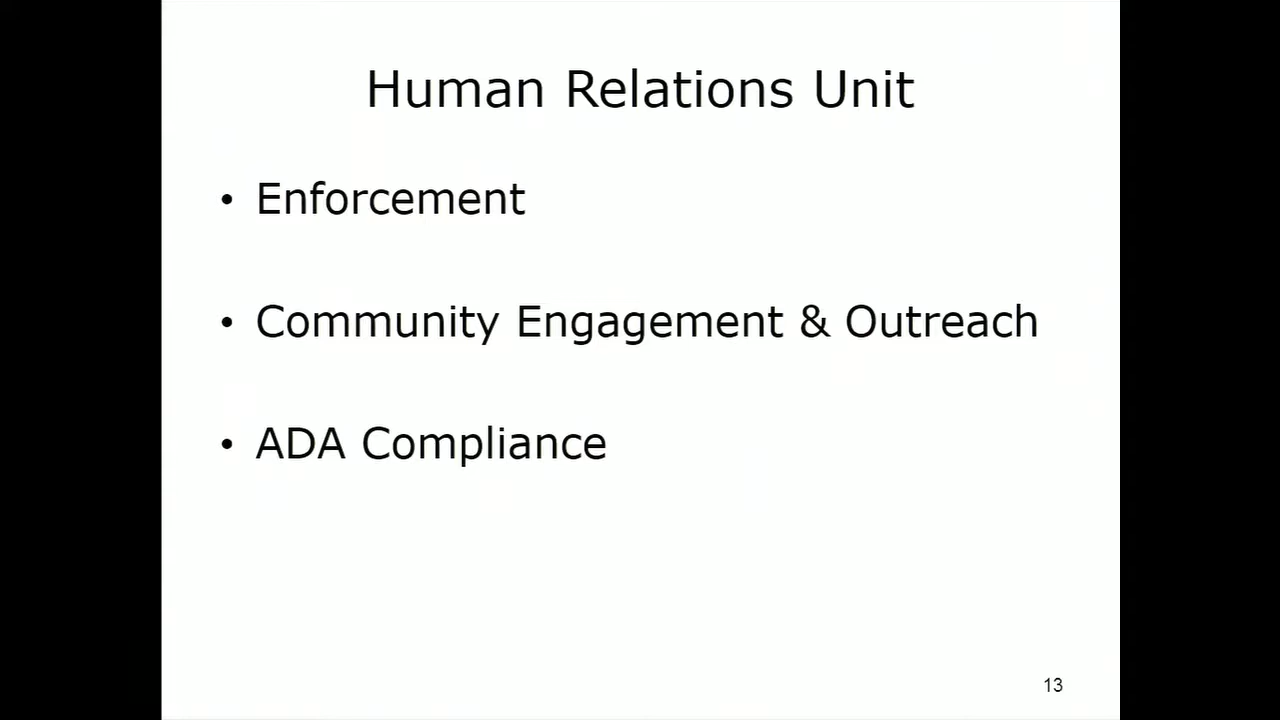 Human Relations Unit
• Enforcement
• Community Engagement & Outreach
• ADA Compliance
13